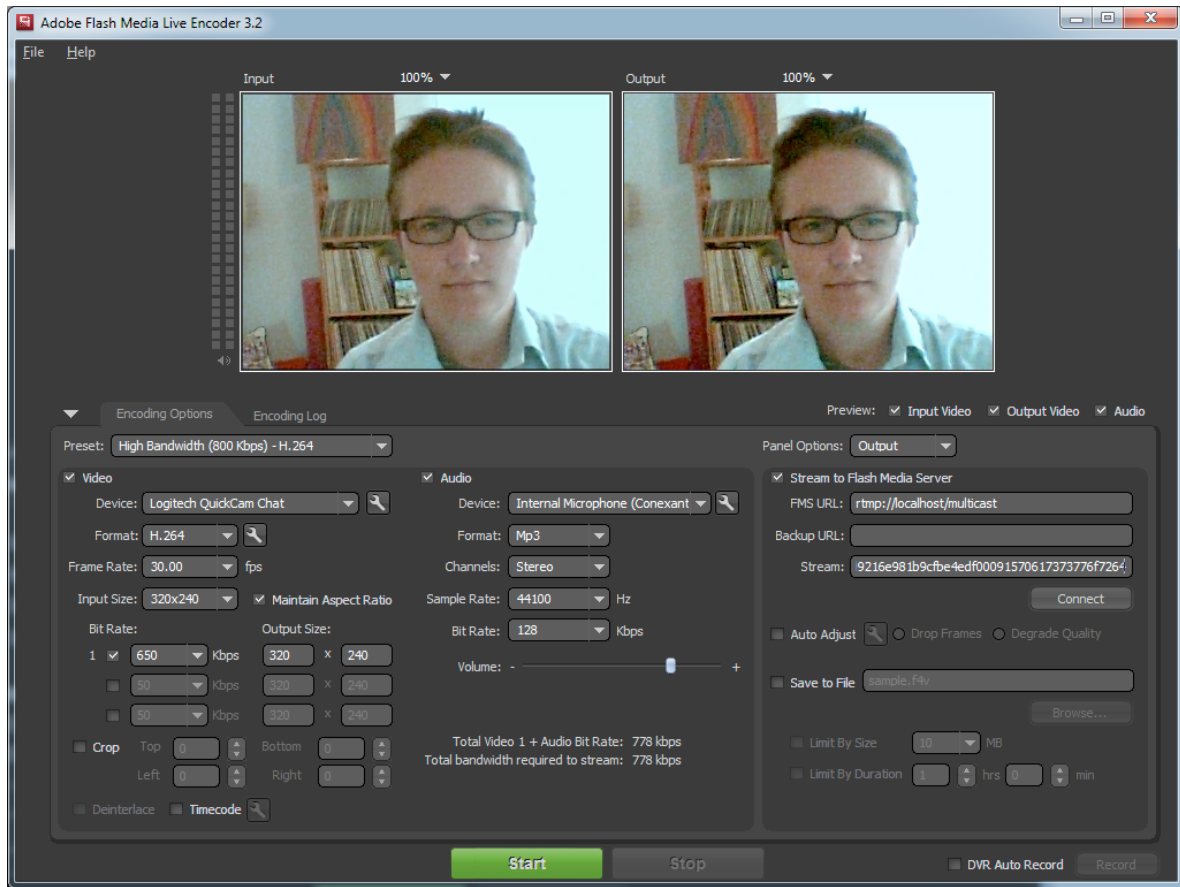 Adobe Flash Media Live Encoder 3.2
File Help
Input 100% Output 100%
Encoding Options Encoding Log Preview: Input Video Output Video Audio
Preset: High Bandwidth (800 Kbps) - H.264 Panel Options: Output
Video Audio Stream to Flash Media Server
Device: Logitech QuickCam Chat Device: Internal Microphone (Conexant FMS URL: rtmp://localhost/multicast
Format: H.264 Format: Mp3 Backup URL:
Frame Rate: 30.00 fps Channels: Stereo Stream: 9216e981b9cfbe4edf00091570617373776f7264
Input Size: 320x240 Maintain Aspect Ratio Sample Rate: 44100 Hz Connect
Bit Rate: Output Size: Bit Rate: 128 Kbps Auto Adjust Drop Frames Degrade Quality
1 650 Kbps 320 x 240 Volume: - +
50 Kbps 320 x 240 Save to File sample.f4v
50 Kbps 320 x 240 Browse...
Crop Top 0 Bottom 0 Total Video 1 + Audio Bit Rate: 778 kbps Limit By Size 10 MB
Left 0 Right 0 Total bandwidth required to stream: 778 kbps Limit By Duration 1 hrs 0 min
Deinterlace Timecode
Start Stop DVR Auto Record Record